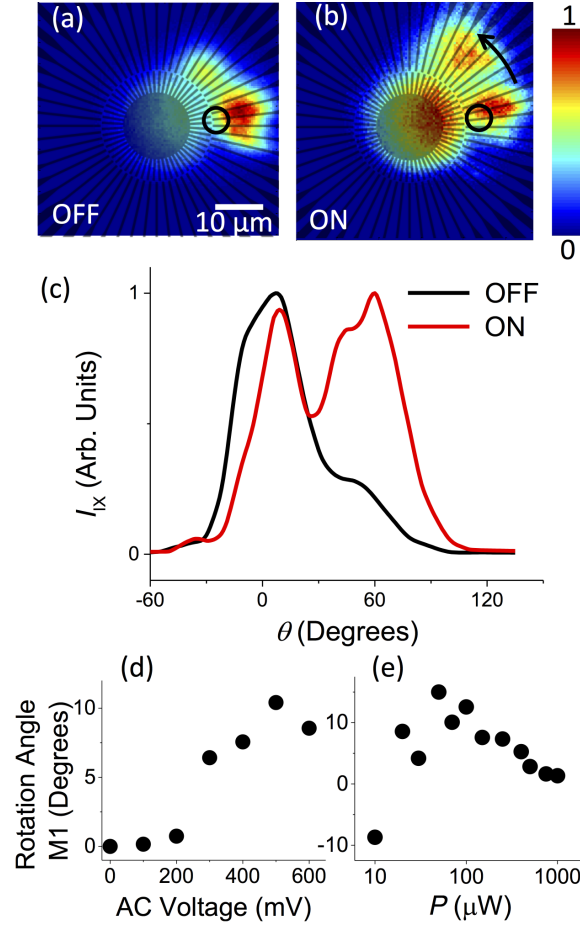 (a)
(b)
1
OFF
10 μm
ON
0
(c)
1
OFF
ON
I_IX (Arb. Units)
0
-60
0
60
120
θ (Degrees)
(d)
(e)
Rotation Angle
M1 (Degrees)
10
5
0
0
200
400
600
AC Voltage (mV)
10
0
-10
10
100
1000
P (μW)